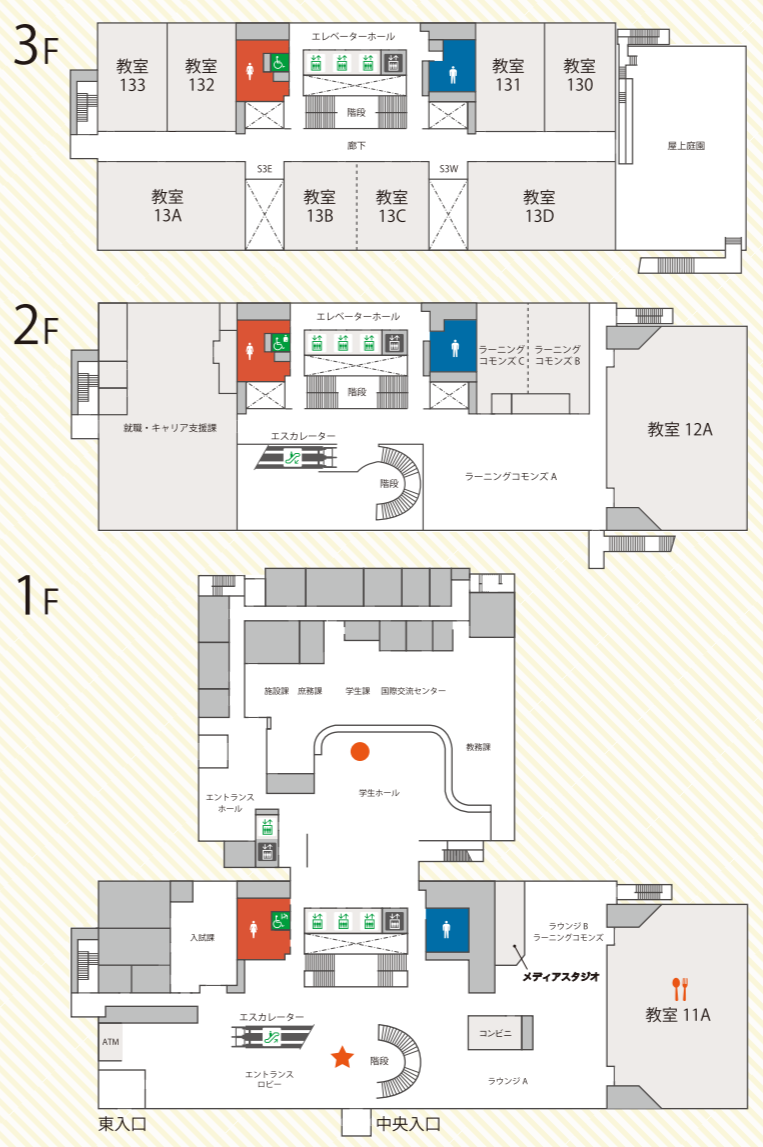 3F
エレベーターホール
教室
133
教室
132
教室
131
教室
130
階段
廊下
屋上庭園
S3E
S3W
教室
13A
教室
13B
教室
13C
教室
13D
2F
エレベーターホール
ラーニング
コモンズC
ラーニング
コモンズB
階段
就職・キャリア支援課
教室 12A
エスカレーター
階段
ラーニングコモンズ A
1F
施設課 庶務課 学生課 国際交流センター
教務課
エントランス
ホール
学生ホール
入試課
ラウンジ B
ラーニングコモンズ
メディアスタジオ
教室 11A
エスカレーター
コンビニ
ATM
階段
エントランス
ロビー
ラウンジ A
東入口
中央入口